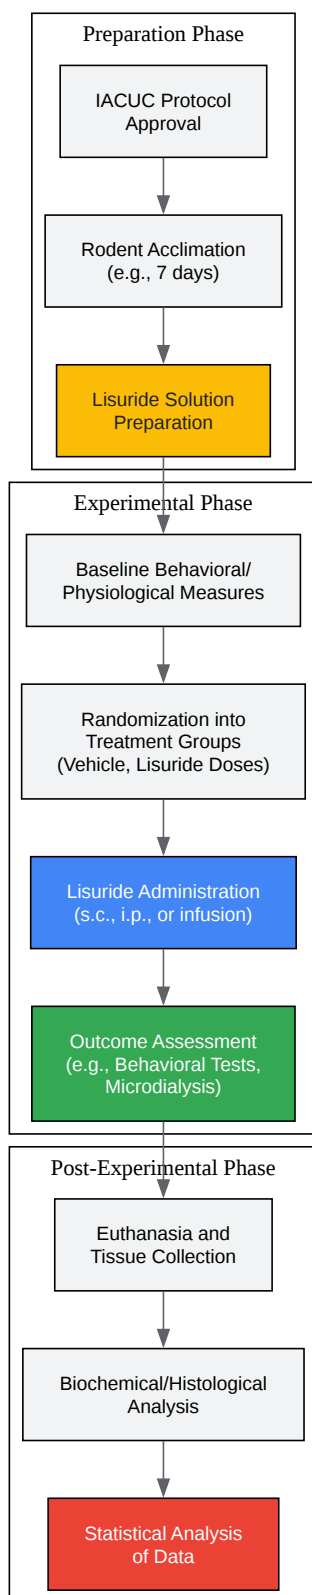 Preparation Phase
IACUC Protocol
Approval
Rodent Acclimation
(e.g., 7 days)
Lisuride Solution
Preparation
Experimental Phase
Baseline Behavioral/
Physiological Measures
Randomization into
Treatment Groups
(Vehicle, Lisuride Doses)
Lisuride Administration
(s.c., i.p., or infusion)
Outcome Assessment
(e.g., Behavioral Tests,
Microdialysis)
Post-Experimental Phase
Euthanasia and
Tissue Collection
Biochemical/Histological
Analysis
Statistical Analysis
of Data